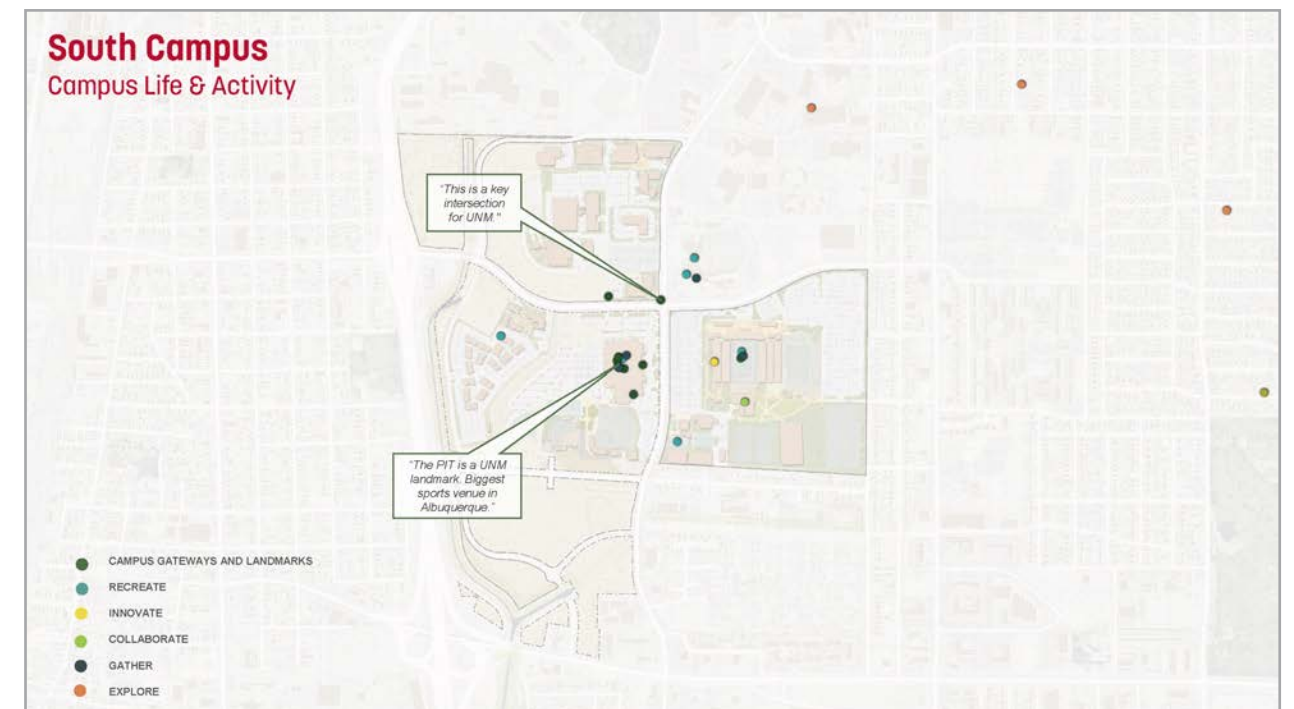 South Campus
Campus Life & Activity
"This is a key
intersection
for UNM."
"The PIT is a UNM
landmark. Biggest
sports venue in
Albuquerque."
CAMPUS GATEWAYS AND LANDMARKS
RECREATE
INNOVATE
COLLABORATE
GATHER
EXPLORE